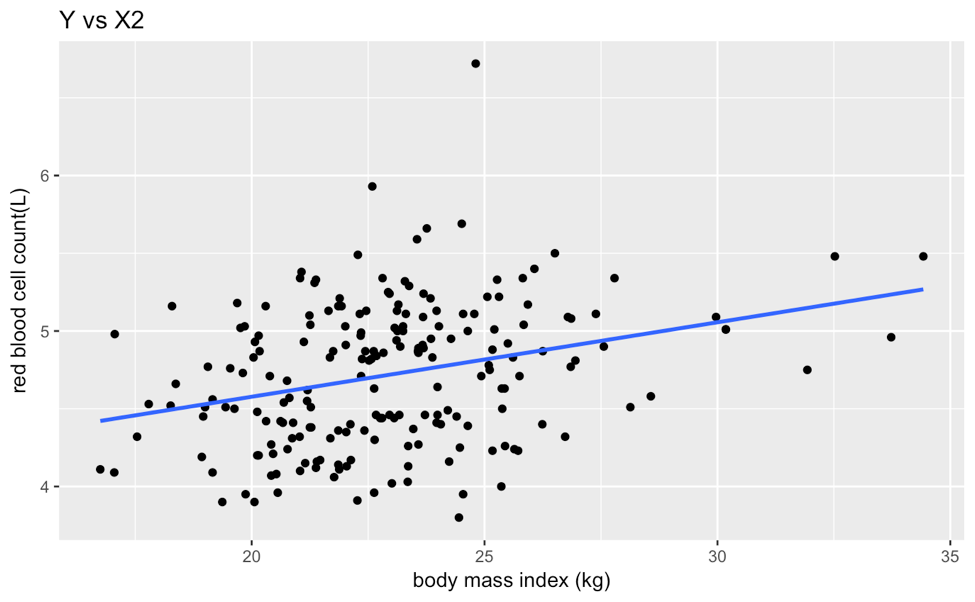 Y vs X2
red blood cell count(L)
6
5
4
20
25
30
35
body mass index (kg)